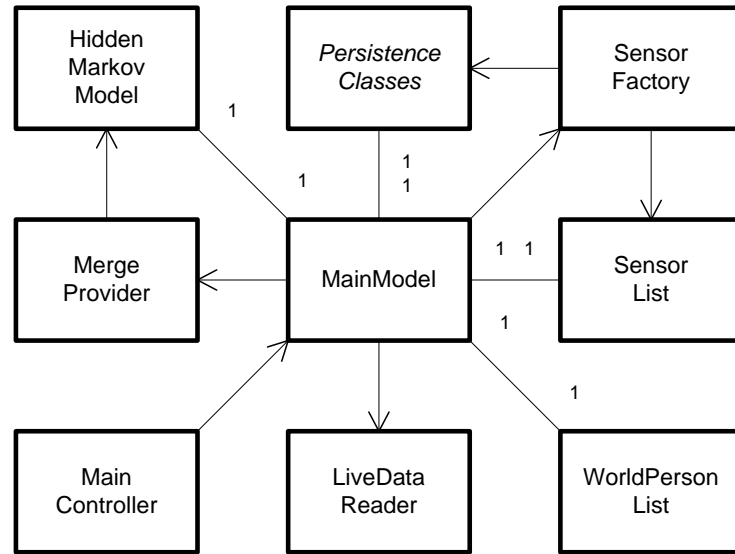 Hidden
Markov
Model
Persistence
Classes
Sensor
Factory
1
1
1
1
Merge
Provider
MainModel
1 1
Sensor
List
1
1
Main
Controller
LiveData
Reader
WorldPerson
List